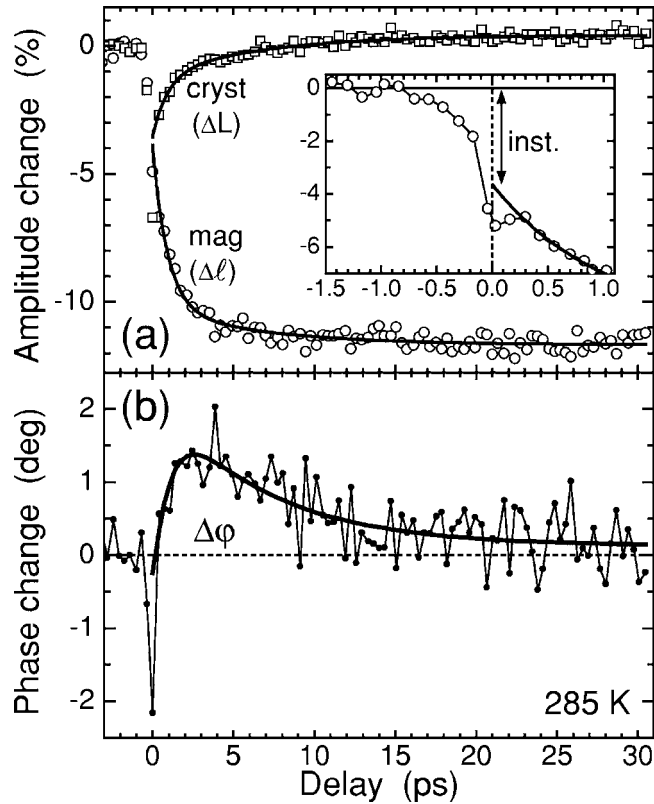 Amplitude change (%)
0
-5
-10
cryst
(ΔL)
mag
(Δℓ)
(a)
0
-2
-4
-6
inst.
-1.5 -1.0 -0.5 0.0 0.5 1.0
Phase change (deg)
2
1
0
-1
-2
(b)
Δφ
285 K
0 5 10 15 20 25 30
Delay (ps)